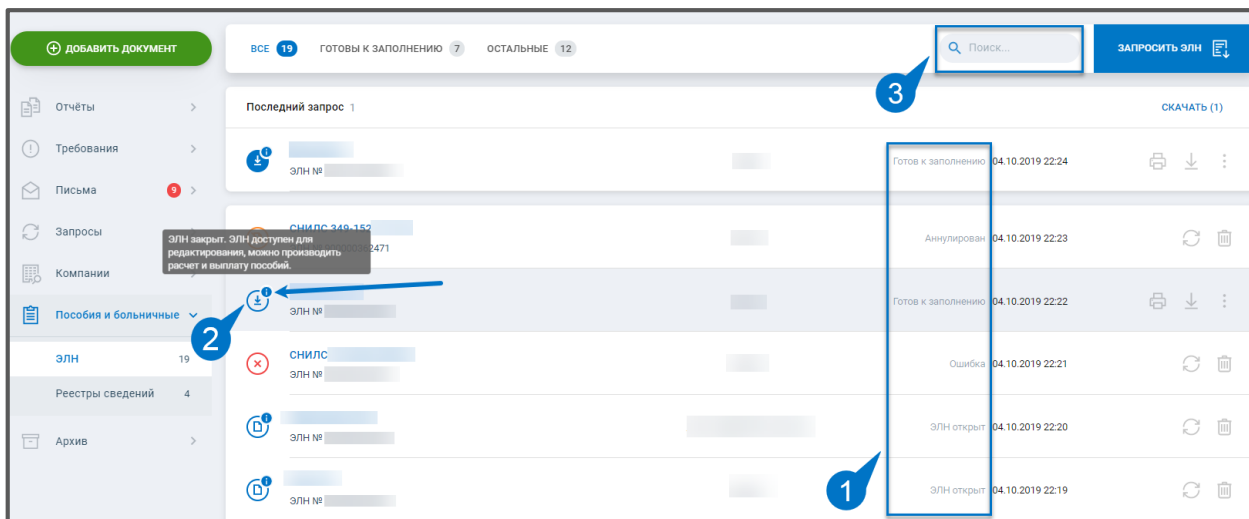 ДОБАВИТЬ ДОКУМЕНТ
ВСЕ 19 ГОТОВЫ К ЗАПОЛНЕНИЮ 7 ОСТАЛЬНЫЕ 12
Поиск...
ЗАПРОСИТЬ ЭЛН
3
Отчёты
Требования
Письма 9
Запросы
Компании
Пособия и больничные
ЭЛН 19
Реестры сведений 4
Архив
Последний запрос 1
СКАЧАТЬ (1)
ЭЛН №
Готов к заполнению 04.10.2019 22:24
СНИЛС 349-152
2471
Аннулирован 04.10.2019 22:23
ЭЛН закрыт. ЭЛН доступен для
редактирования, можно производить
расчет и выплату пособий.
2
ЭЛН №
Готов к заполнению 04.10.2019 22:22
СНИЛС
ЭЛН №
Ошибка 04.10.2019 22:21
ЭЛН №
ЭЛН открыт 04.10.2019 22:20
1
ЭЛН №
ЭЛН открыт 04.10.2019 22:19